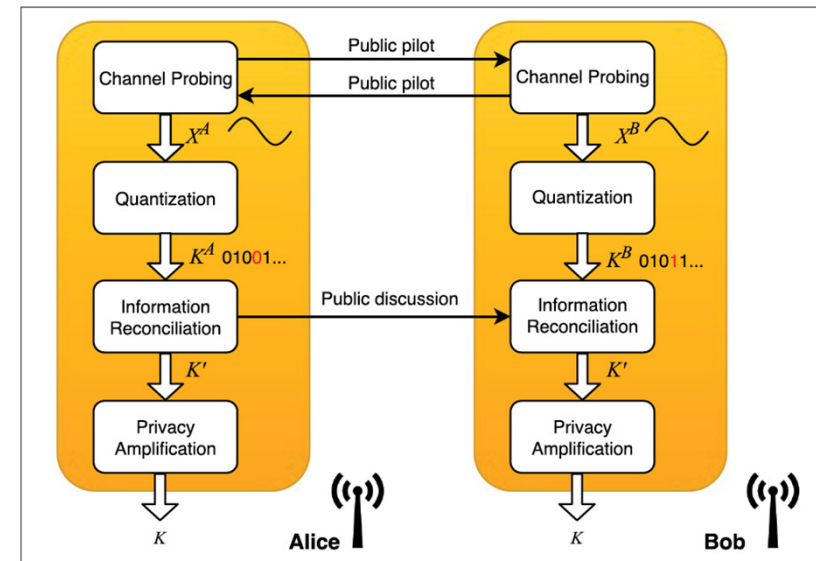 Public pilot
Channel Probing
Channel Probing
Public pilot
X^A
X^B
Quantization
Quantization
K^A 01001...
K^B 01011...
Information
Reconciliation
Public discussion
Information
Reconciliation
K'
K'
Privacy
Amplification
Privacy
Amplification
K
Alice
K
Bob